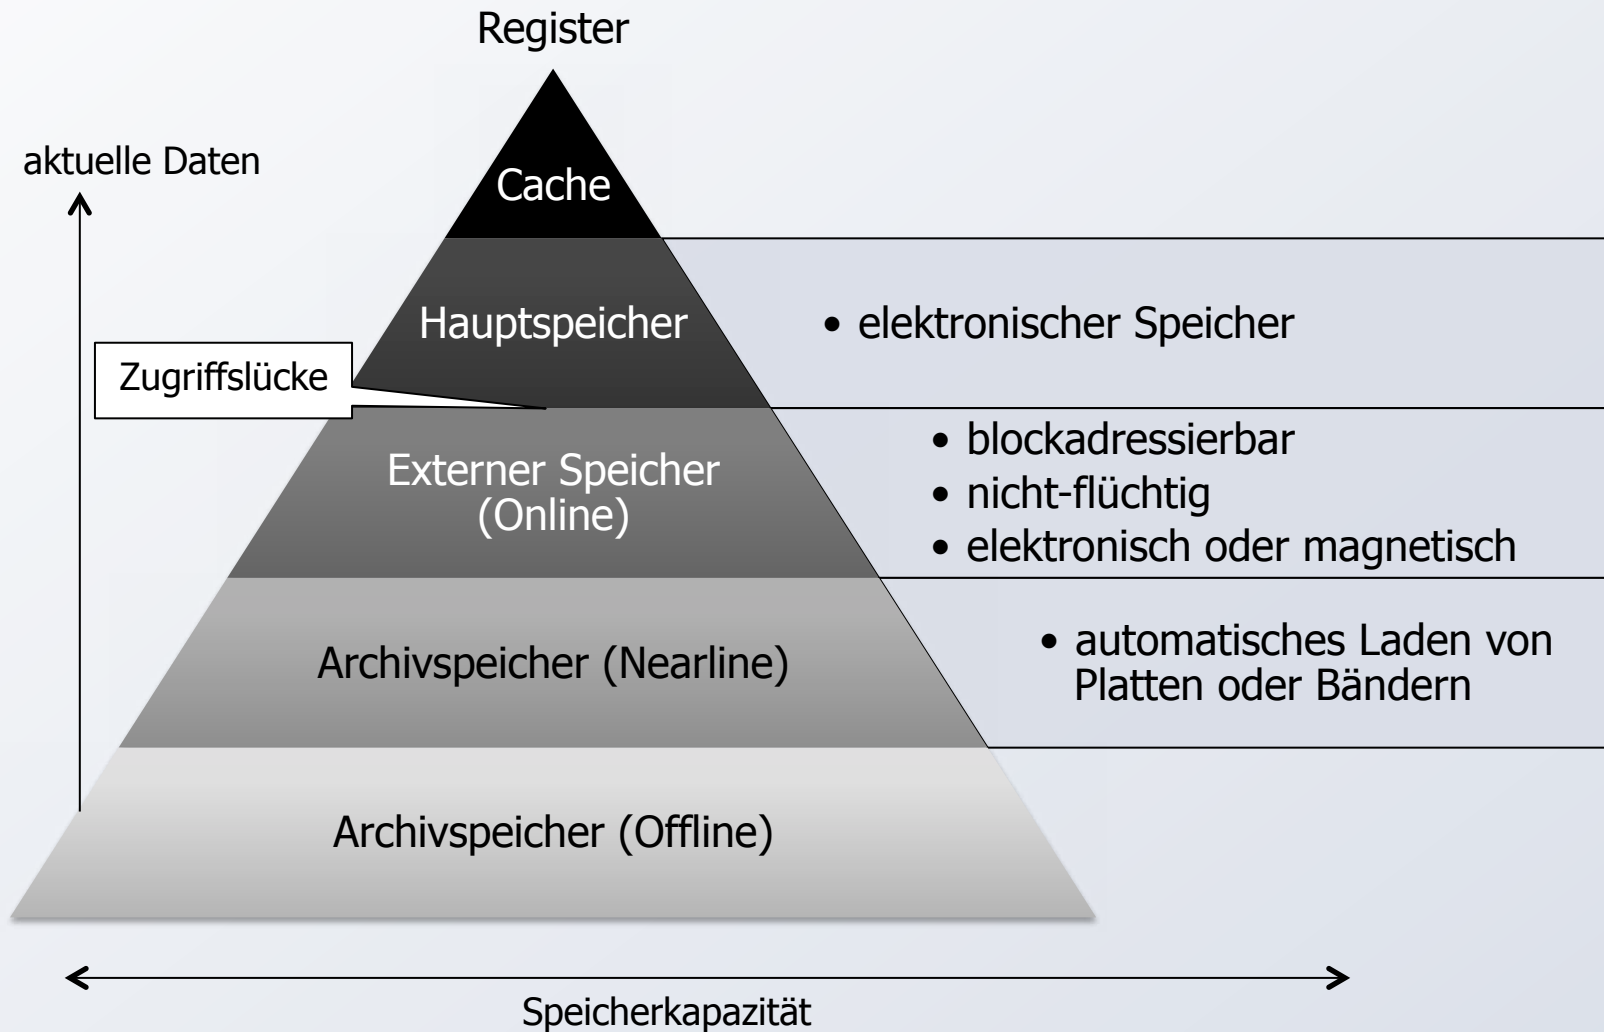 Register
aktuelle Daten
Cache
Hauptspeicher
• elektronischer Speicher
Zugriffslücke
Externer Speicher
(Online)
• blockadressierbar
• nicht-flüchtig
• elektronisch oder magnetisch
Archivspeicher (Nearline)
• automatisches Laden von
Platten oder Bändern
Archivspeicher (Offline)
Speicherkapazität